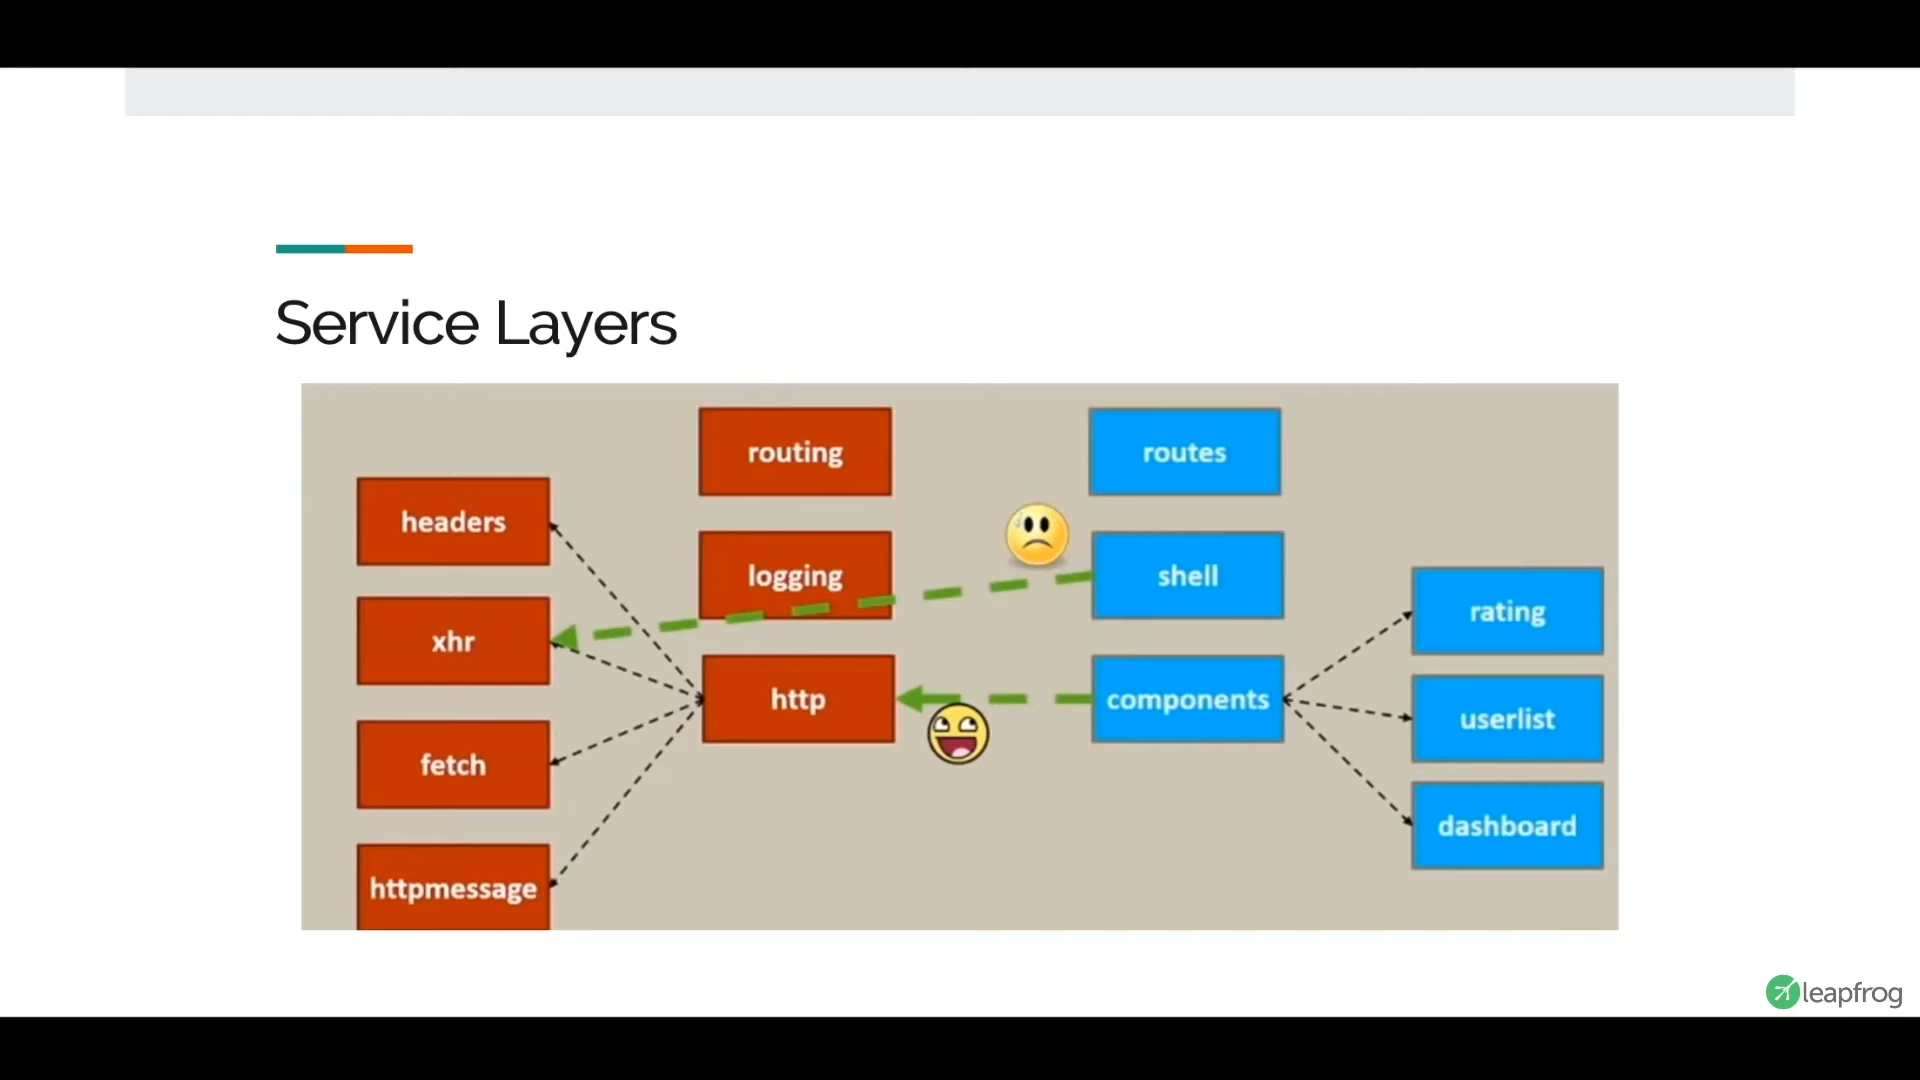 Service Layers
routing
routes
headers
logging
shell
xhr
rating
http
components
userlist
fetch
dashboard
httpmessage
leapfrog